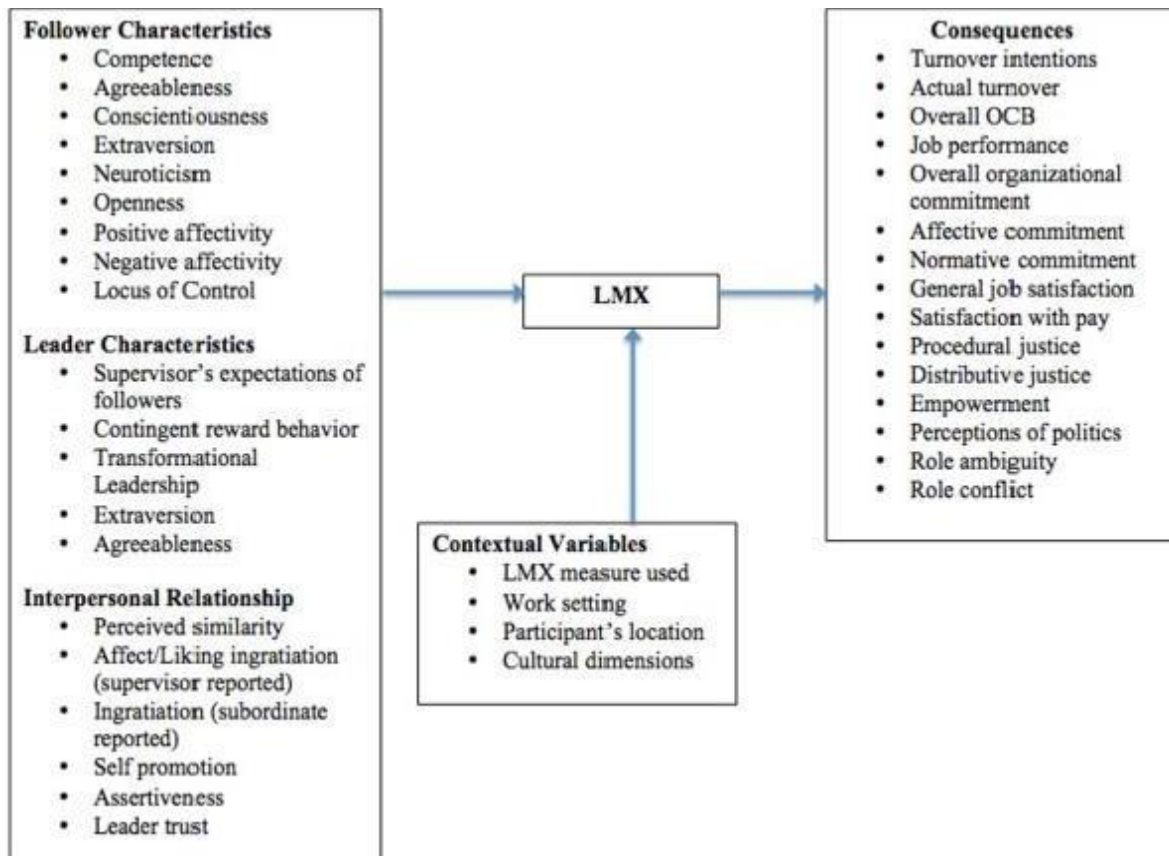 Follower Characteristics
• Competence
• Agreeableness
• Conscientiousness
• Extraversion
• Neuroticism
• Openness
• Positive affectivity
• Negative affectivity
• Locus of Control
Leader Characteristics
• Supervisor's expectations of
followers
• Contingent reward behavior
• Transformational
Leadership
• Extraversion
• Agreeableness
Interpersonal Relationship
• Perceived similarity
• Affect/Liking ingratiation
(supervisor reported)
• Ingratiation (subordinate
reported)
• Self promotion
• Assertiveness
• Leader trust
LMX
Contextual Variables
• LMX measure used
• Work setting
• Participant's location
• Cultural dimensions
Consequences
• Turnover intentions
• Actual turnover
• Overall OCB
• Job performance
• Overall organizational
commitment
• Affective commitment
• Normative commitment
• General job satisfaction
• Satisfaction with pay
• Procedural justice
• Distributive justice
• Empowerment
• Perceptions of politics
• Role ambiguity
• Role conflict